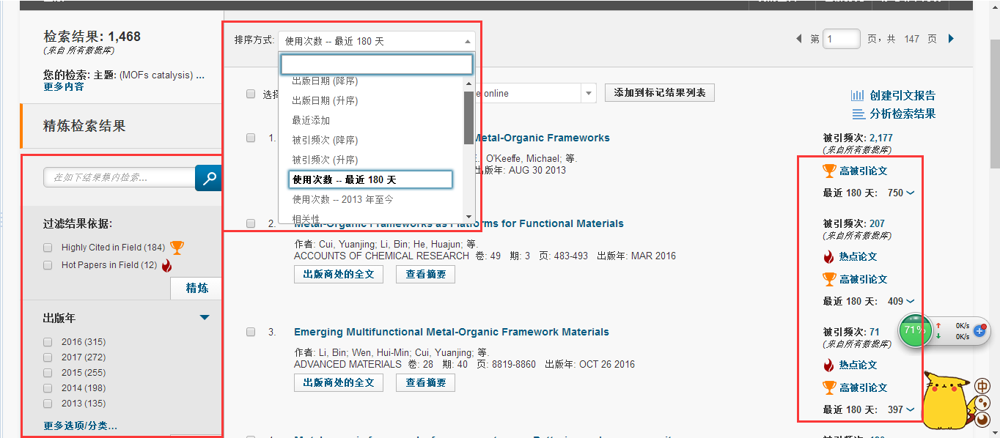 检索结果: 1,468
(来自 所有数据库)
您的检索: 主题: (MOFs catalysis) ...
更多内容
精炼检索结果
在如下结果集内检索...
过滤结果依据:
Highly Cited in Field (184)
Hot Papers in Field (12)
精炼
出版年
2016 (315)
2017 (272)
2015 (255)
2014 (198)
2013 (135)
更多选项/分类...
排序方式: 使用次数 -- 最近 180 天
出版日期 (降序)
出版日期 (升序)
最近添加
被引频次 (降序)
被引频次 (升序)
使用次数 -- 最近 180 天
使用次数 -- 2013 年至今
相关性
第 1 页，共 147 页
选择
e online
添加到标记结果列表
创建引文报告
分析检索结果
1. Metal-Organic Frameworks
O'Keeffe, Michael; 等.
出版年: AUG 30 2013
被引频次: 2,177
(来自所有数据库)
高被引论文
最近 180 天: 750
2. Metal-Organic Frameworks as Platforms for Functional Materials
作者: Cui, Yuanjing; Li, Bin; He, Huajun; 等.
ACCOUNTS OF CHEMICAL RESEARCH 卷: 49 期: 3 页: 483-493 出版年: MAR 2016
出版商处的全文 查看摘要
被引频次: 207
(来自所有数据库)
热点论文
高被引论文
最近 180 天: 409
3. Emerging Multifunctional Metal-Organic Framework Materials
作者: Li, Bin; Wen, Hui-Min; Cui, Yuanjing; 等.
ADVANCED MATERIALS 卷: 28 期: 40 页: 8819-8860 出版年: OCT 26 2016
出版商处的全文 查看摘要
被引频次: 71
(来自所有数据库)
热点论文
高被引论文
最近 180 天: 397
71%
0K/s
0K/s
中